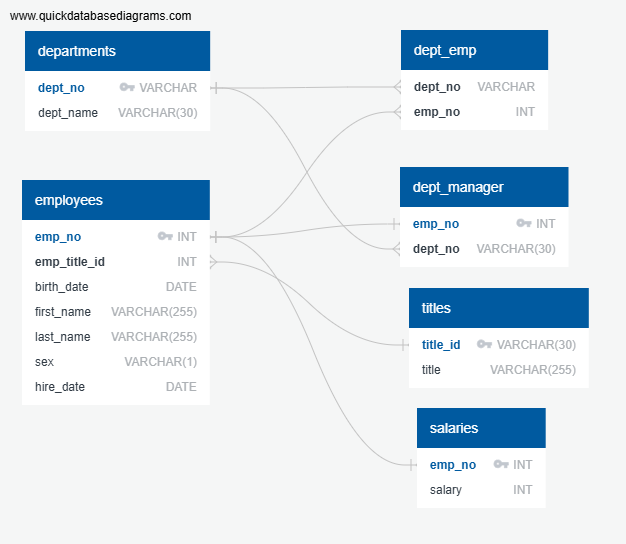 www.quickdatabasediagrams.com
departments
dept_no VARCHAR
dept_name VARCHAR(30)
dept_emp
dept_no VARCHAR
emp_no INT
employees
emp_no INT
emp_title_id INT
birth_date DATE
first_name VARCHAR(255)
last_name VARCHAR(255)
sex VARCHAR(1)
hire_date DATE
dept_manager
emp_no INT
dept_no VARCHAR(30)
titles
title_id VARCHAR(30)
title VARCHAR(255)
salaries
emp_no INT
salary INT